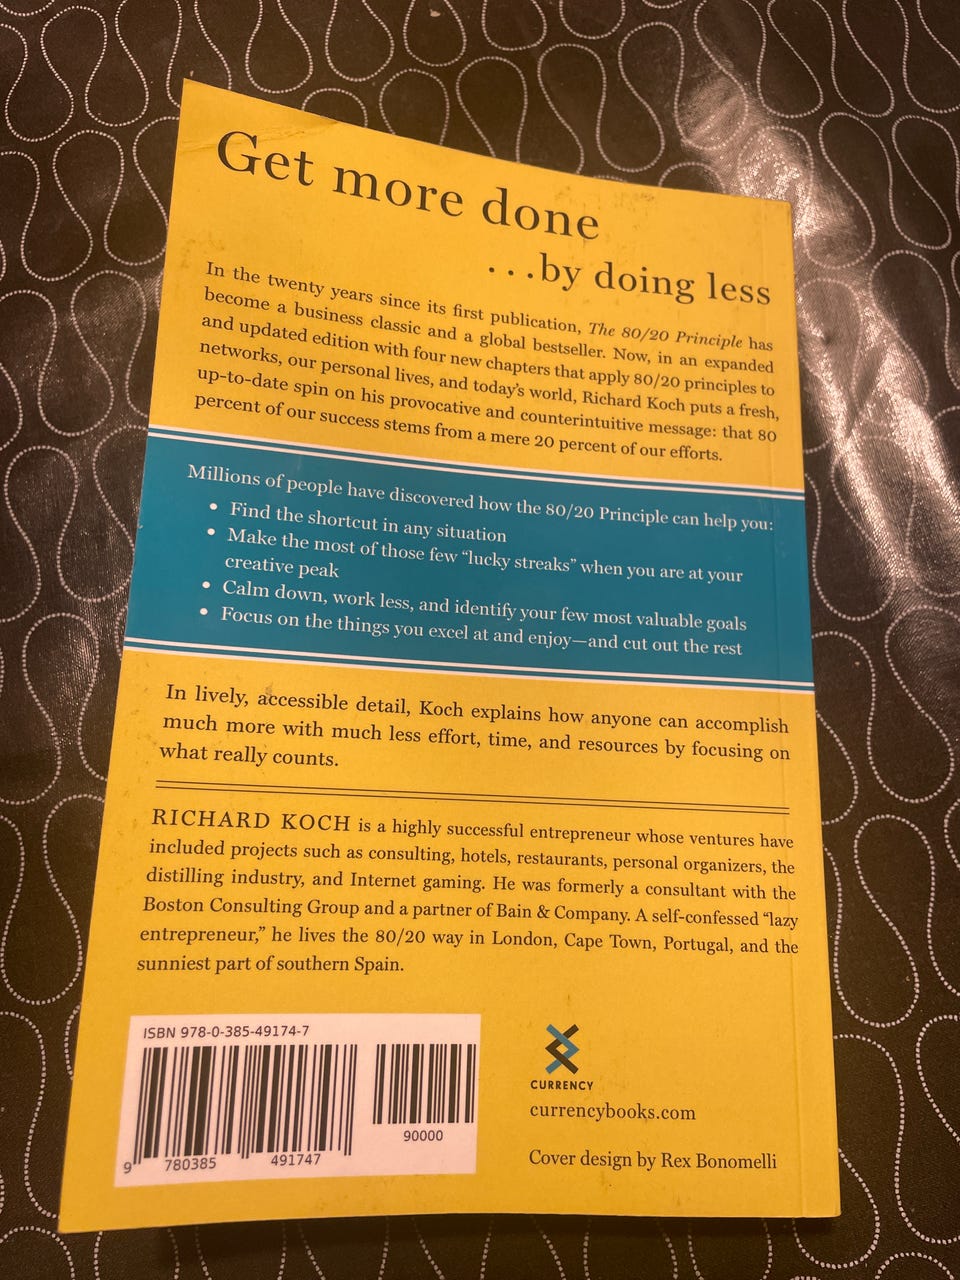 Get more done
...by doing less
In the twenty years since its first publication, The 80/20 Principle has
become a business classic and a global bestseller. Now, in an expanded
and updated edition with four new chapters that apply 80/20 principles to
networks, our personal lives, and today's world, Richard Koch puts a fresh,
up-to-date spin on his provocative and counterintuitive message: that 80
percent of our success stems from a mere 20 percent of our efforts.
Millions of people have discovered how the 80/20 Principle can help you:
• Find the shortcut in any situation
• Make the most of those few “lucky streaks” when you are at your
creative peak
• Calm down, work less, and identify your few most valuable goals
• Focus on the things you excel at and enjoy—and cut out the rest
In lively, accessible detail, Koch explains how anyone can accomplish
much more with much less effort, time, and resources by focusing on
what really counts.
RICHARD KOCH is a highly successful entrepreneur whose ventures have
included projects such as consulting, hotels, restaurants, personal organizers, the
distilling industry, and Internet gaming. He was formerly a consultant with the
Boston Consulting Group and a partner of Bain & Company. A self-confessed “lazy
entrepreneur,” he lives the 80/20 way in London, Cape Town, Portugal, and the
sunniest part of southern Spain.
ISBN 978-0-385-49174-7
90000
9 780385 491747
CURRENCY
currencybooks.com
Cover design by Rex Bonomelli